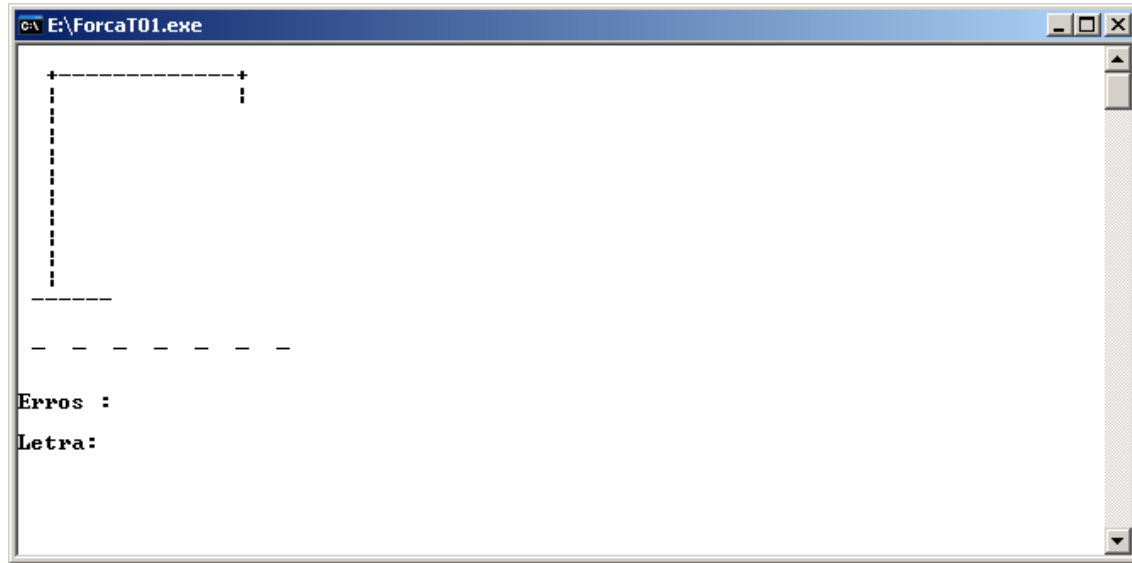 E:\ForcaT01.exe
+--------------+
_ _ _ _ _ _ _
Erros :
Letra: